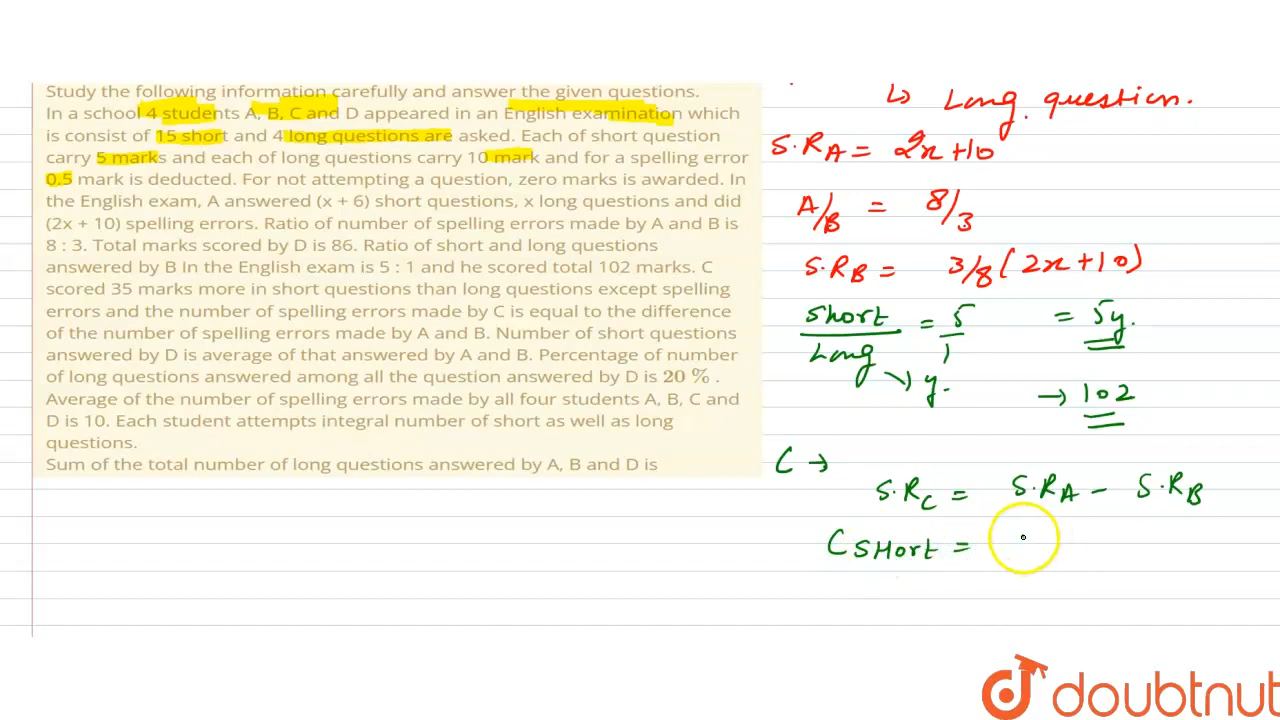 Study the following information carefully and answer the given questions.
In a school 4 students A, B, C and D appeared in an English examination which
is consist of 15 short and 4 long questions are asked. Each of short question
carry 5 marks and each of long questions carry 10 mark and for a spelling error
0.5 mark is deducted. For not attempting a question, zero marks is awarded. In
the English exam, A answered (x + 6) short questions, x long questions and did
(2x + 10) spelling errors. Ratio of number of spelling errors made by A and B is
8 : 3. Total marks scored by D is 86. Ratio of short and long questions
answered by B In the English exam is 5 : 1 and he scored total 102 marks. C
scored 35 marks more in short questions than long questions except spelling
errors and the number of spelling errors made by C is equal to the difference
of the number of spelling errors made by A and B. Number of short questions
answered by D is average of that answered by A and B. Percentage of number
of long questions answered among all the question answered by D is 20 % .
Average of the number of spelling errors made by all four students A, B, C and
D is 10. Each student attempts integral number of short as well as long
questions.
Sum of the total number of long questions answered by A, B and D is
↳ Long question.
S.RA = 2x+10
A/B = 8/3
S.RB = 3/8(2x+10)
Short/Long = 5/1 = 5y.
↘ y.
→ 102
C →
S.RC = S.RA - S.RB
C SHort =
doubtnut